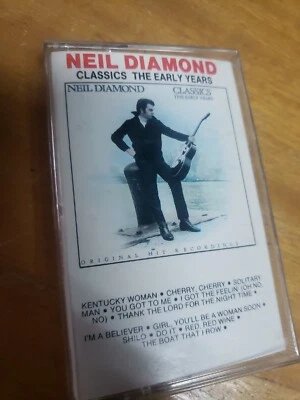 NEIL DIAMOND
CLASSICS THE EARLY YEARS
NEIL DIAMOND CLASSICS
THE EARLY YEARS
ORIGINAL HIT RECORDINGS
KENTUCKY WOMAN • CHERRY, CHERRY • SOLITARY
MAN • YOU GOT TO ME • I GOT THE FEELIN' (OH NO,
NO) • THANK THE LORD FOR THE NIGHT TIME •
I'M A BELIEVER • GIRL, YOU'LL BE A WOMAN SOON •
SHILO • DO IT • RED, RED WINE •
THE BOAT THAT I ROW •